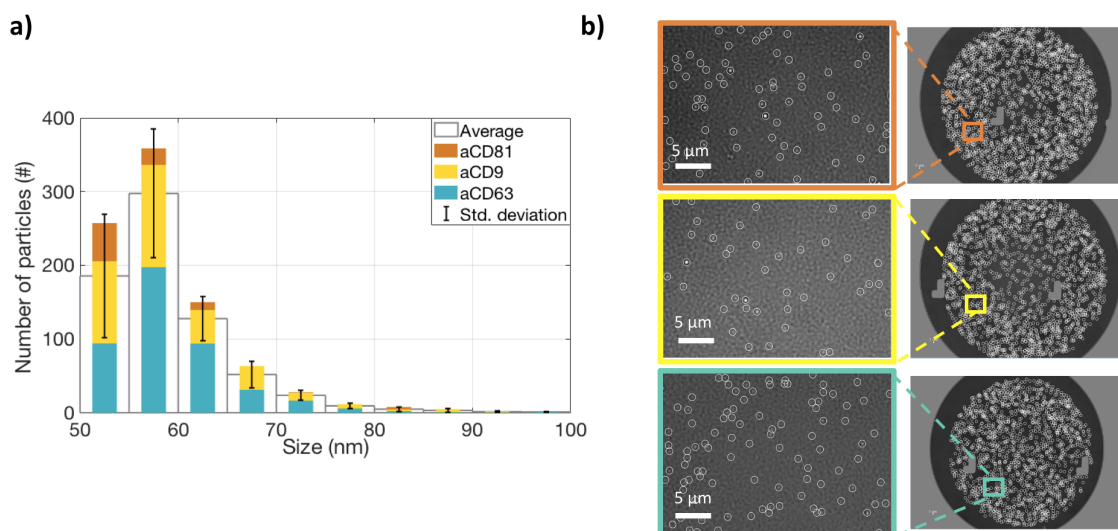 a)
400
300
200
100
0
Number of particles (#)
50
60
70
80
90
100
Size (nm)
Average
aCD81
aCD9
aCD63
Std. deviation
b)
5 μm
5 μm
5 μm